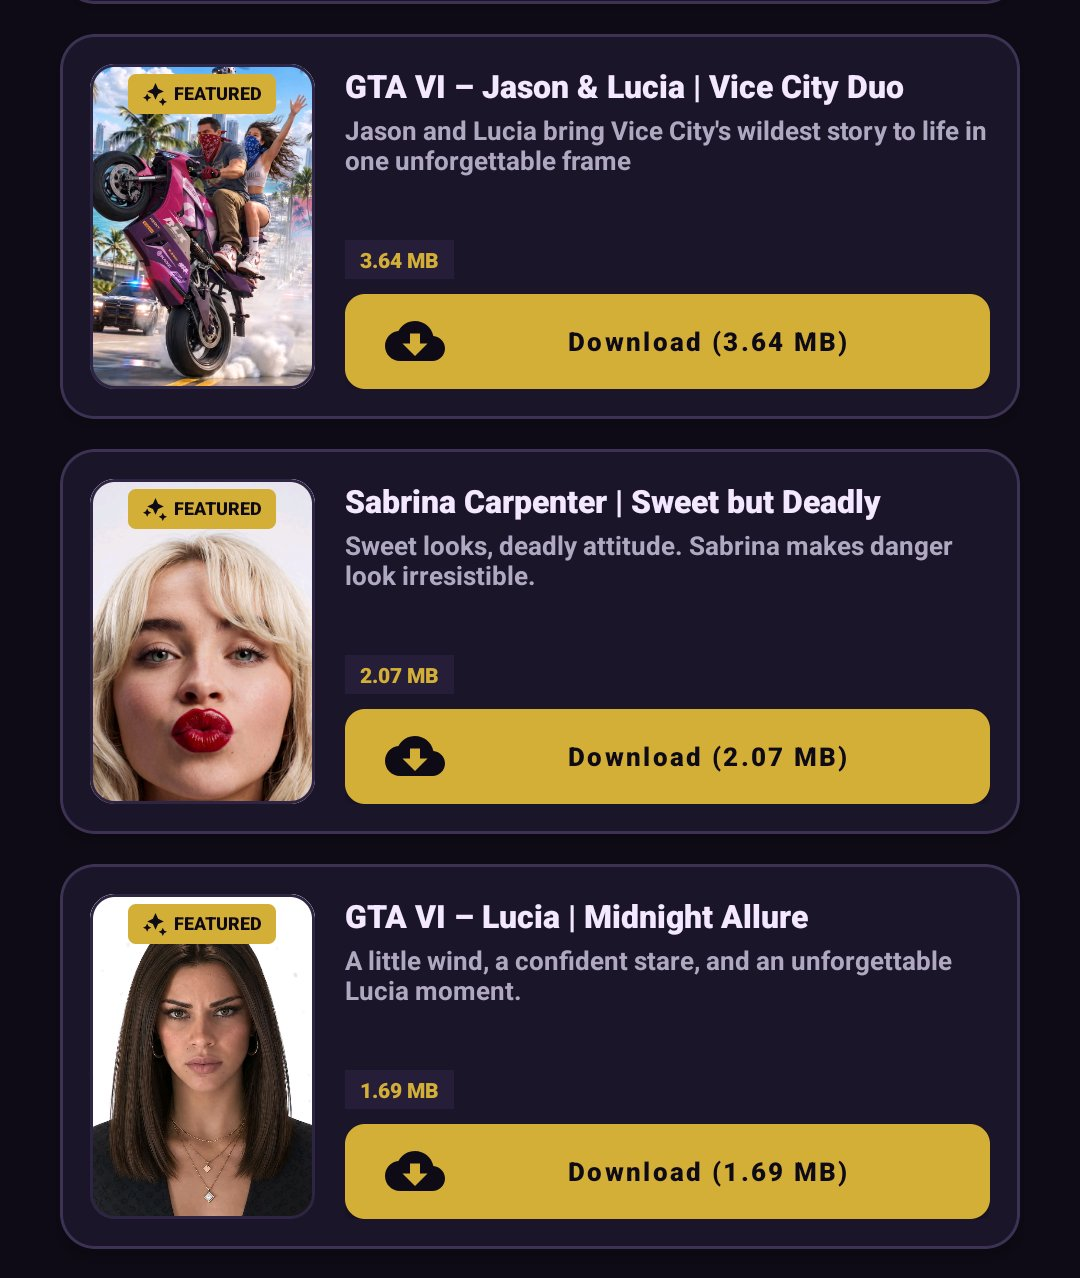 FEATURED
GTA VI – Jason & Lucia | Vice City Duo
Jason and Lucia bring Vice City's wildest story to life in
one unforgettable frame
3.64 MB
Download (3.64 MB)
FEATURED
Sabrina Carpenter | Sweet but Deadly
Sweet looks, deadly attitude. Sabrina makes danger
look irresistible.
2.07 MB
Download (2.07 MB)
FEATURED
GTA VI – Lucia | Midnight Allure
A little wind, a confident stare, and an unforgettable
Lucia moment.
1.69 MB
Download (1.69 MB)